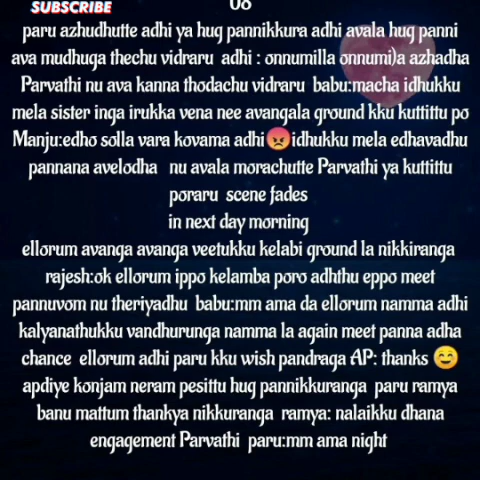 SUBSCRIBE
08
paru azhudhutte adhi ya hug pannikkura adhi avala hug panni
ava mudhuga thechu vidraru adhi : onnumilla onnumi)a azhadha
Parvathi nu ava kanna thodachu vidraru babu:macha idhukku
mela sister inga irukka vena nee avangala ground kku kuttittu po
Manju:edho solla vara kovama adhi😡idhukku mela edhavadhu
pannana avelodha nu avala morachutte Parvathi ya kuttittu
poraru scene fades
in next day morning
ellorum avanga avanga veetukku kelabi ground la nikkiranga
rajesh:ok ellorum ippo kelamba poro adhthu eppo meet
pannuvom nu theriyadhu babu:mm ama da ellorum namma adhi
kalyanathukku vandhurunga namma la again meet panna adha
chance ellorum adhi paru kku wish pandraga AP: thanks ☺️
apdiye konjam neram pesittu hug pannikkuranga paru ramya
banu mattum thankya nikkuranga ramya: nalaikku dhana
engagement Parvathi paru:mm ama night